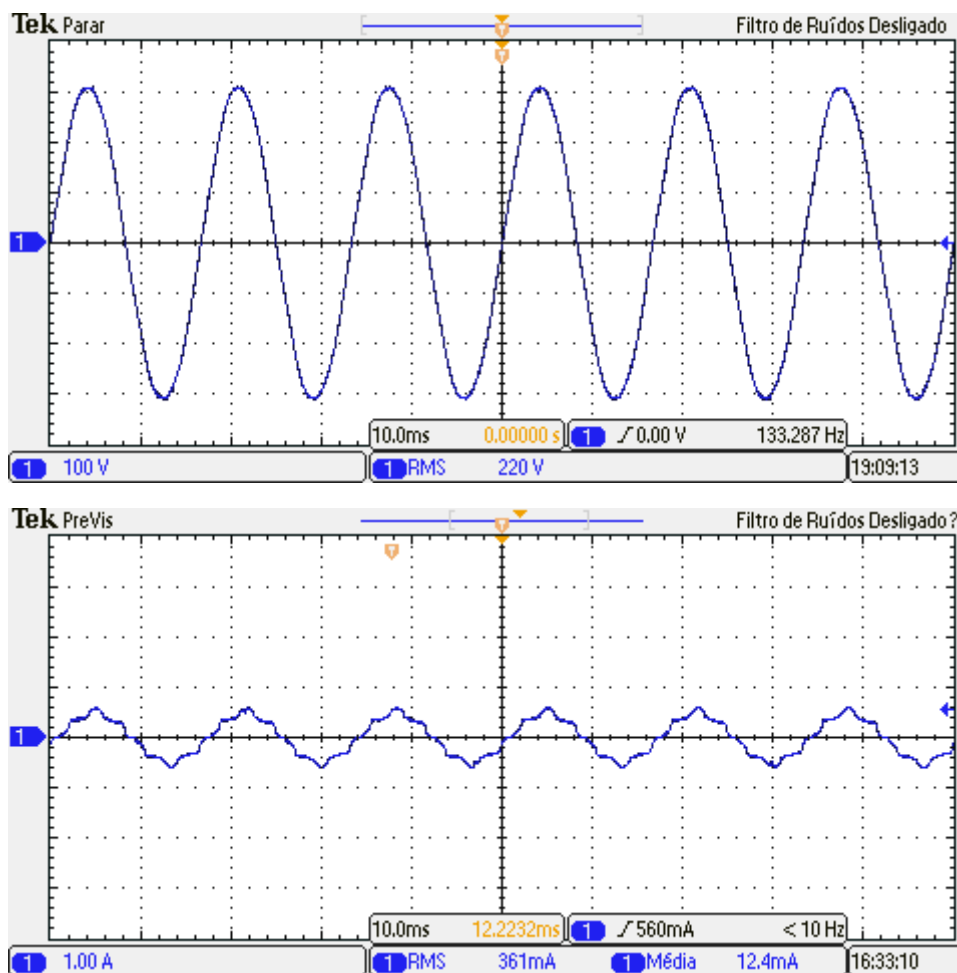 Tek Parar Filtro de Ruídos Desligado
T
T
1
10.0ms 0.00000 s 1 0.00 V 133.287 Hz
1 100 V 1 RMS 220 V 19:09:13
Tek PreVis Filtro de Ruídos Desligado?
T
T
1
10.0ms 12.2232ms 1 560mA < 10 Hz
1 1.00 A 1 RMS 361mA 1 Média 12.4mA 16:33:10